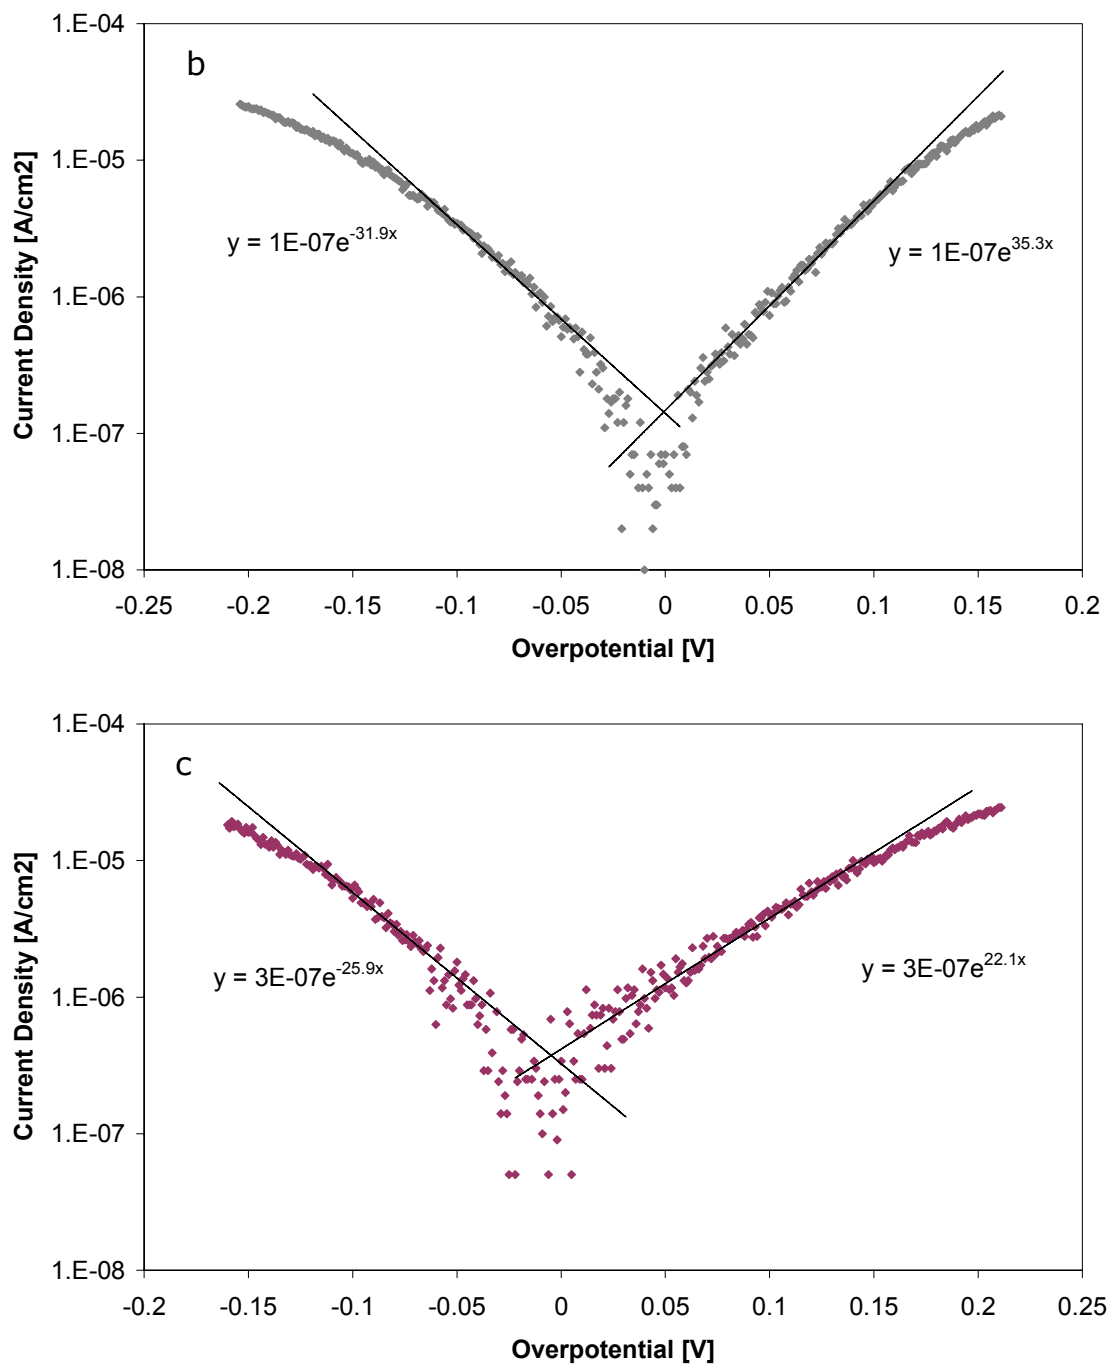 b
Current Density [A/cm2]
1.E-04
1.E-05
1.E-06
1.E-07
1.E-08
y = 1E-07e^-31.9x
y = 1E-07e^35.3x
-0.25 -0.2 -0.15 -0.1 -0.05 0 0.05 0.1 0.15 0.2
Overpotential [V]
c
Current Density [A/cm2]
1.E-04
1.E-05
1.E-06
1.E-07
1.E-08
y = 3E-07e^-25.9x
y = 3E-07e^22.1x
-0.2 -0.15 -0.1 -0.05 0 0.05 0.1 0.15 0.2 0.25
Overpotential [V]